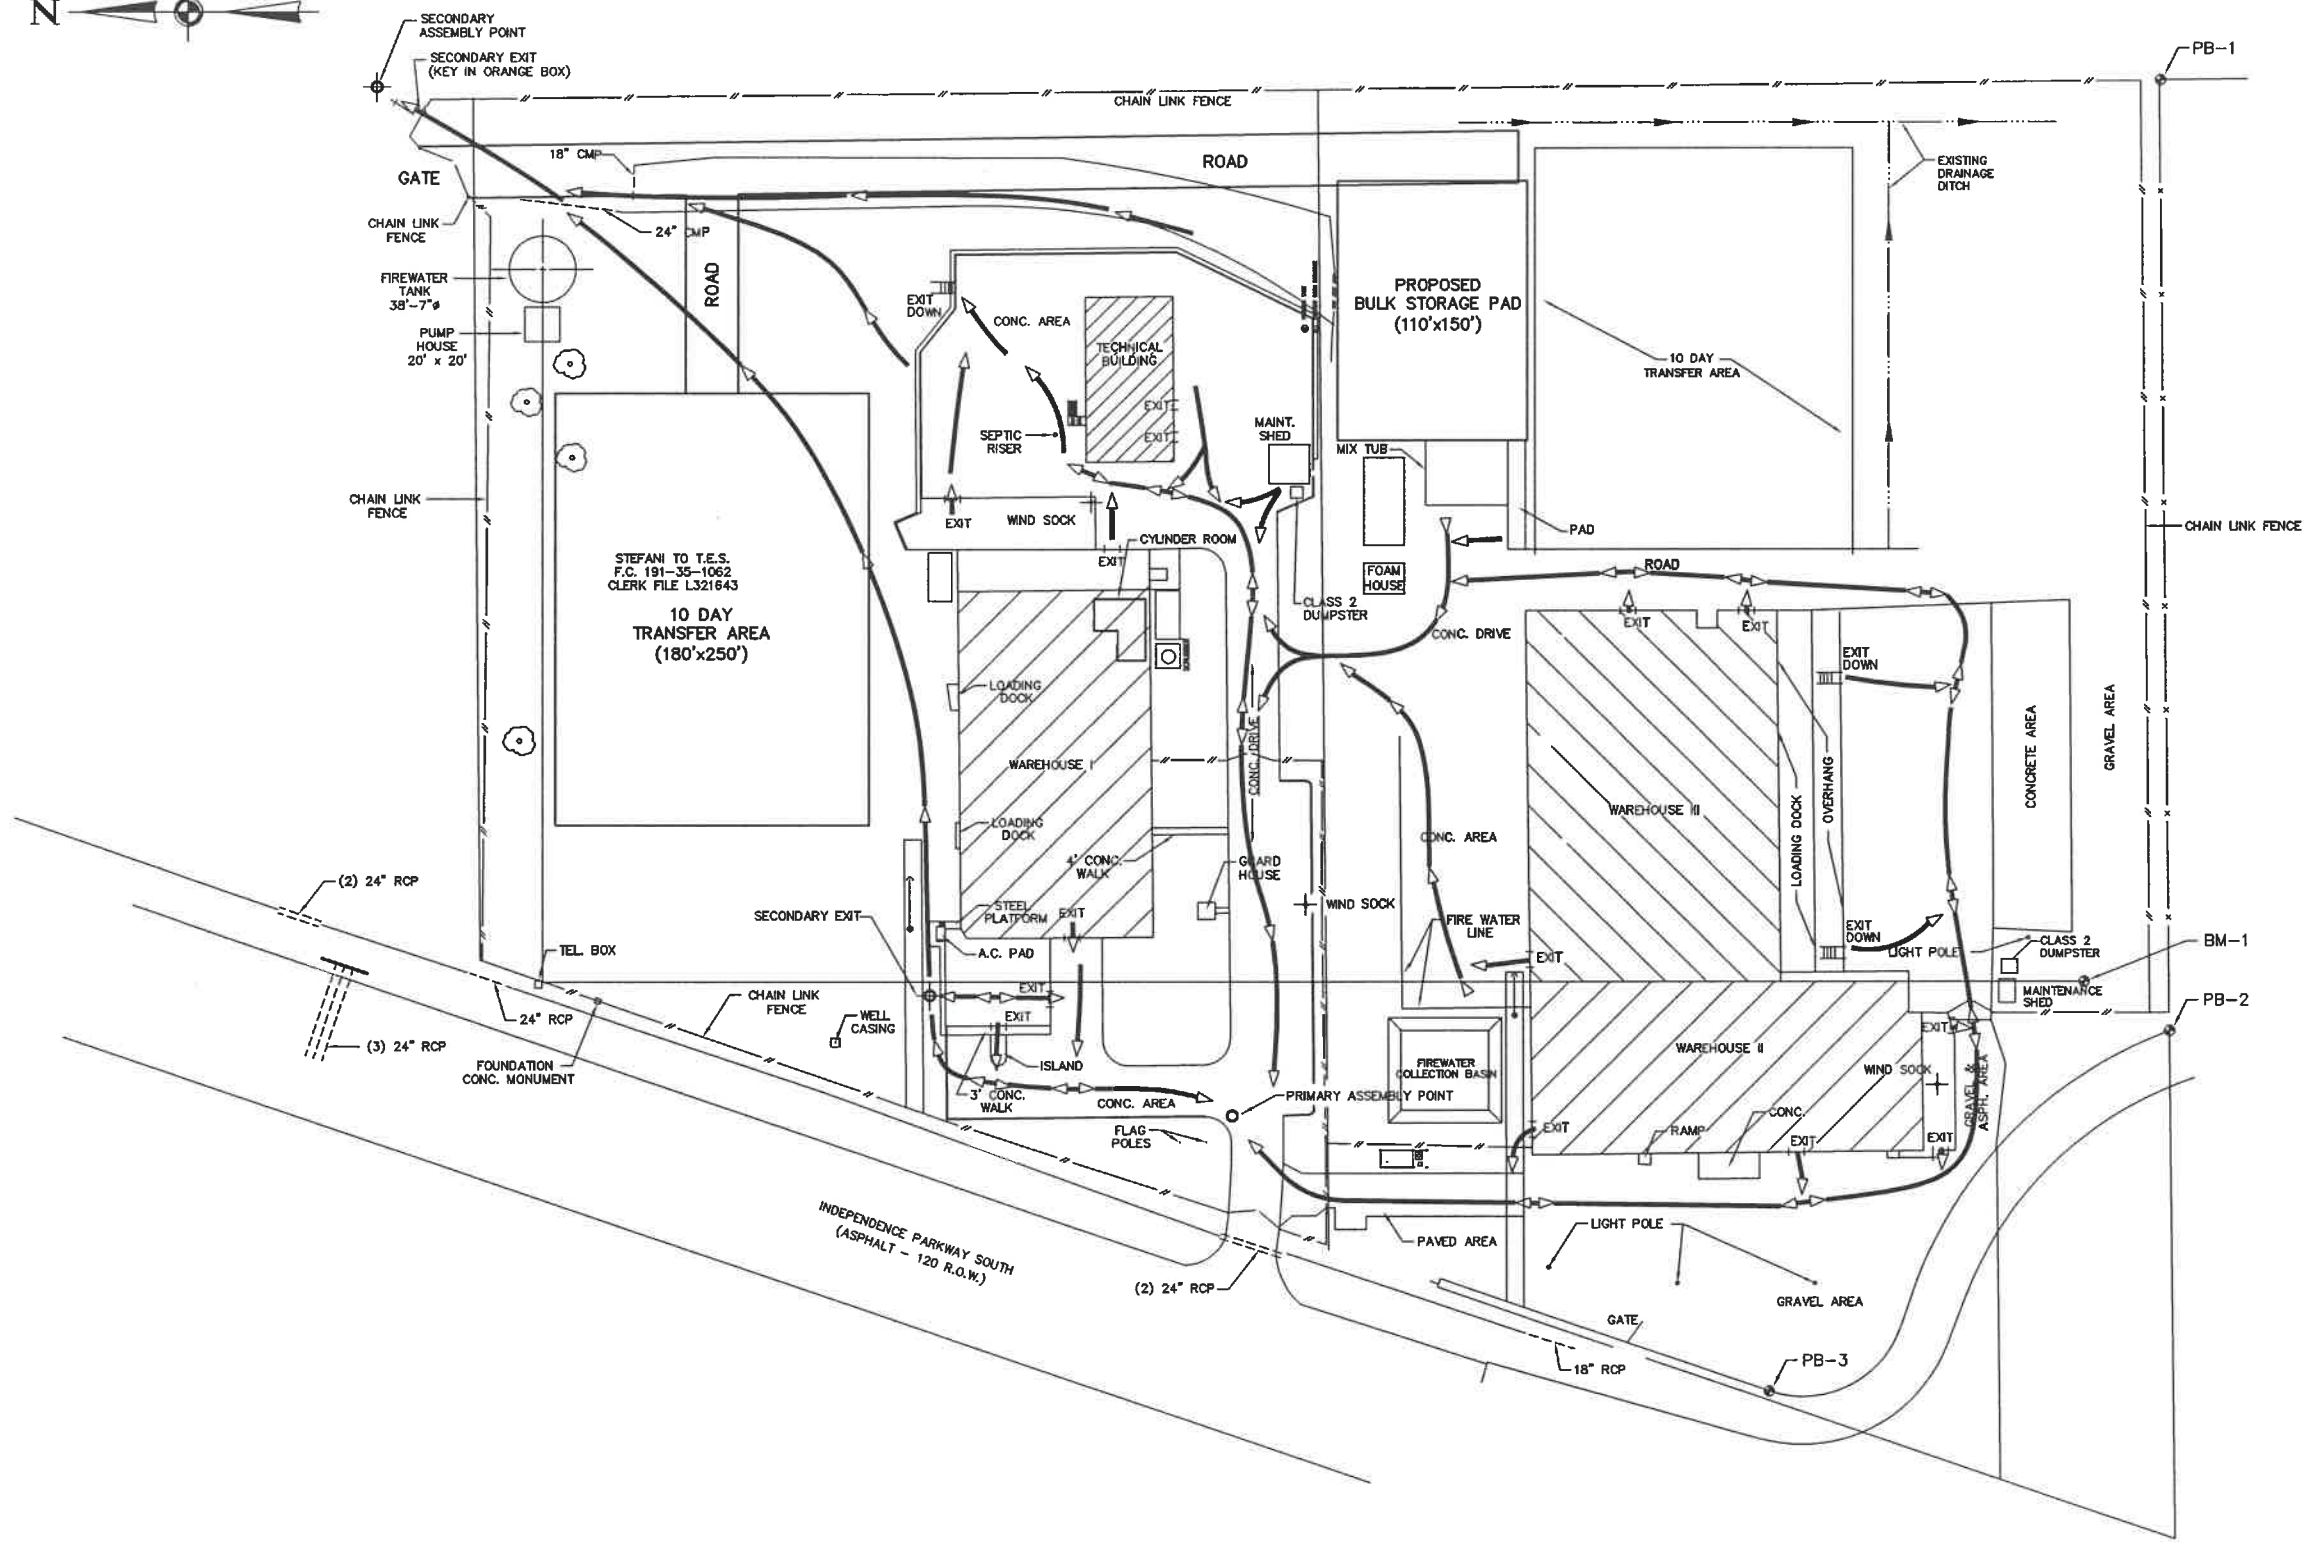 N
SECONDARY
ASSEMBLY POINT
SECONDARY EXIT
(KEY IN ORANGE BOX)
PB-1
CHAIN LINK FENCE
18" CMP
ROAD
GATE
EXISTING
DRAINAGE
DITCH
CHAIN LINK
FENCE
24" CMP
ROAD
FIREWATER
TANK
38'-7"ø
PUMP
HOUSE
20' x 20'
EXIT
DOWN
CONC. AREA
TECHNICAL
BUILDING
PROPOSED
BULK STORAGE PAD
(110'x150')
10 DAY
TRANSFER AREA
EXIT
EXIT
SEPTIC
RISER
MAINT.
SHED
MIX TUB
CHAIN LINK
FENCE
EXIT
WIND SOCK
CYLINDER ROOM
EXIT
PAD
CHAIN LINK FENCE
STEFANI TO T.E.S.
F.C. 191-35-1062
CLERK FILE L321643
10 DAY
TRANSFER AREA
(180'x250')
FOAM
HOUSE
ROAD
CLASS 2
DUMPSTER
CONC. DRIVE
EXIT
EXIT
EXIT
DOWN
LOADING
DOCK
CONC. DRIVE
WAREHOUSE I
WAREHOUSE III
LOADING DOCK
OVERHANG
CONCRETE AREA
GRAVEL AREA
LOADING
DOCK
CONC. AREA
4' CONC.
WALK
GUARD
HOUSE
(2) 24" RCP
STEEL
PLATFORM
EXIT
SECONDARY EXIT
WIND SOCK
FIRE WATER
LINE
EXIT
DOWN
LIGHT POLE
CLASS 2
DUMPSTER
BM-1
TEL. BOX
A.C. PAD
EXIT
MAINTENANCE
SHED
PB-2
CHAIN LINK
FENCE
EXIT
24" RCP
WELL
CASING
EXIT
EXIT
(3) 24" RCP
FOUNDATION
CONC. MONUMENT
ISLAND
FIREWATER
COLLECTION BASIN
WAREHOUSE II
WIND SOCK
GRAVEL &
ASPH. AREA
3' CONC.
WALK
CONC. AREA
PRIMARY ASSEMBLY POINT
CONC.
FLAG
POLES
EXIT
RAMP
EXIT
EXIT
INDEPENDENCE PARKWAY SOUTH
(ASPHALT - 120 R.O.W.)
PAVED AREA
LIGHT POLE
(2) 24" RCP
GRAVEL AREA
GATE
18" RCP
PB-3